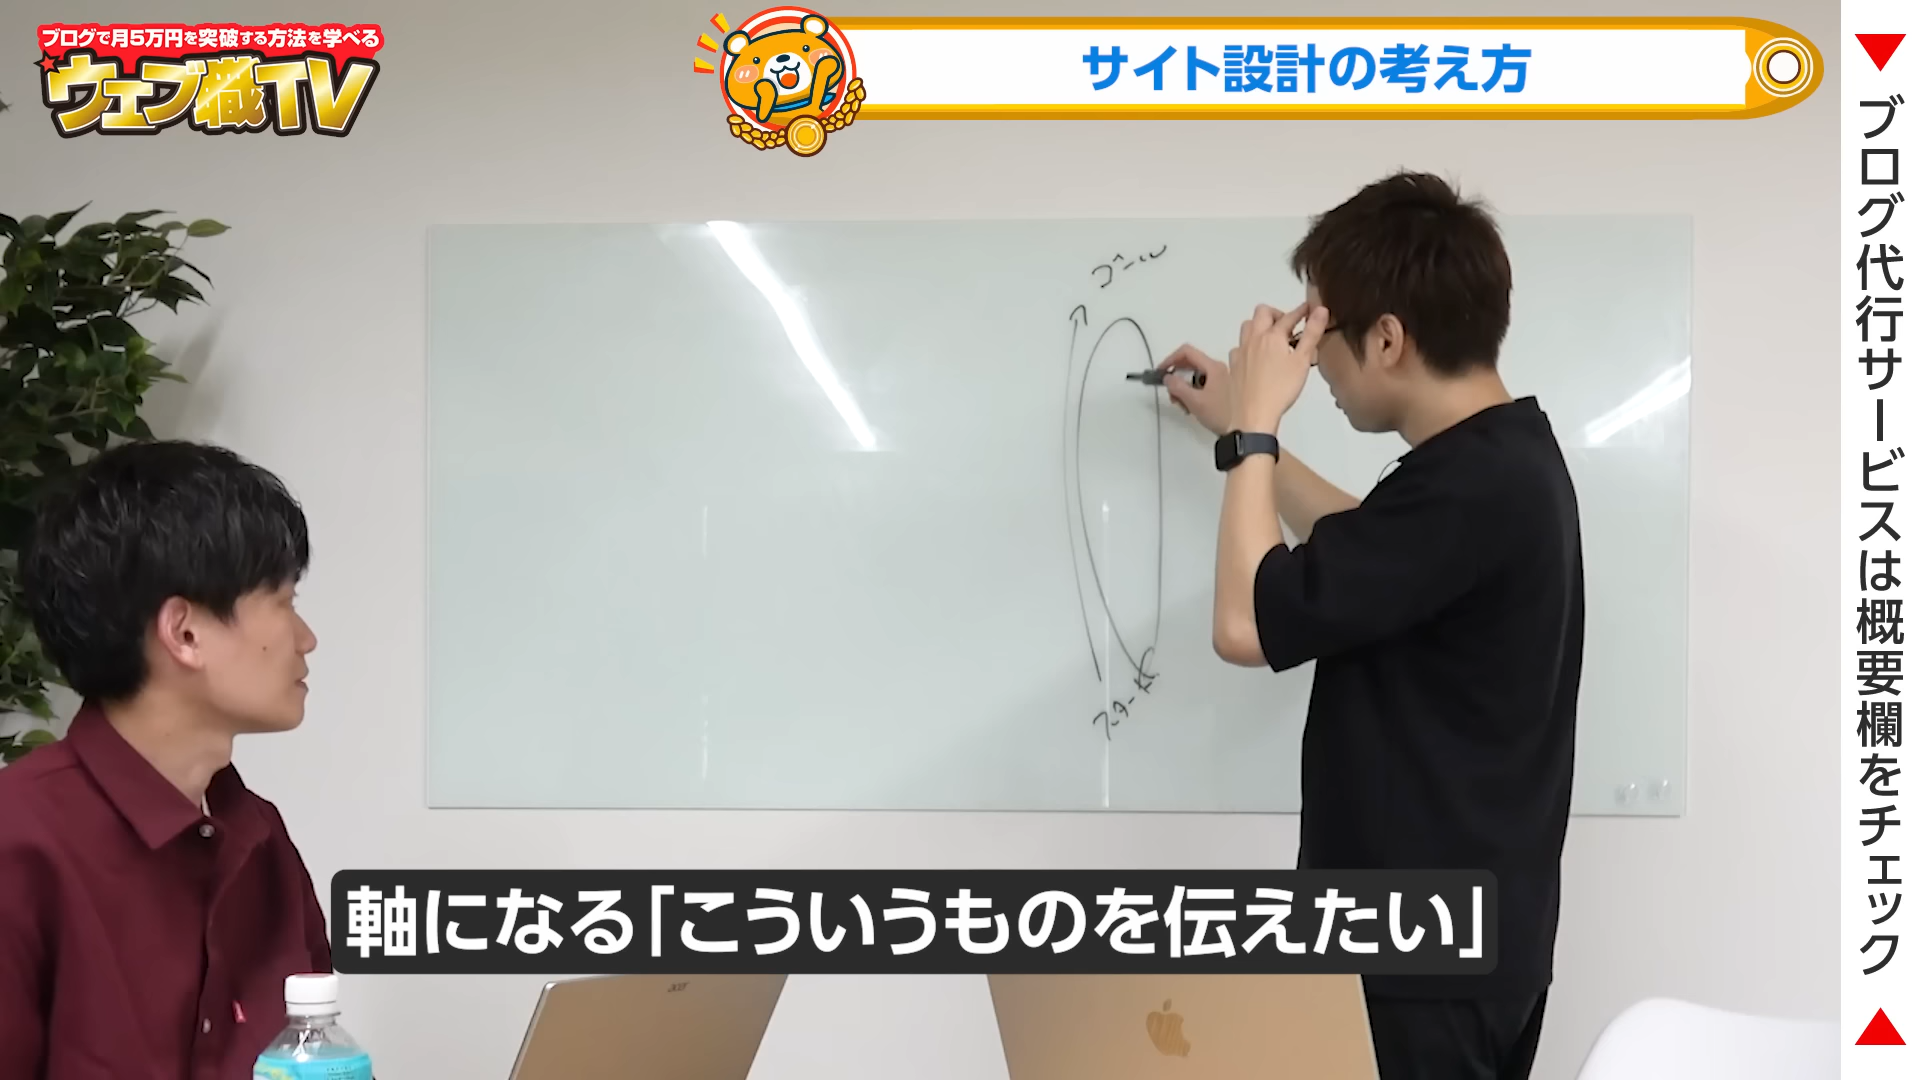 ブログで月5万円を突破する方法を学べる
ウェブ職TV
サイト設計の考え方
ゴール
スタート
軸になる「こういうものを伝えたい」
acer
▼ブログ代行サービスは概要欄をチェック▲